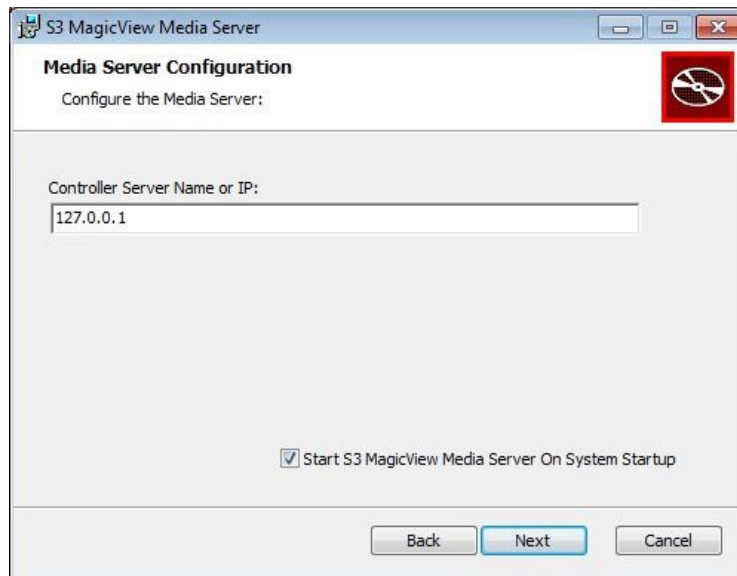 S3 MagicView Media Server
Media Server Configuration
Configure the Media Server:
Controller Server Name or IP:
127.0.0.1
Start S3 MagicView Media Server On System Startup
Back Next Cancel